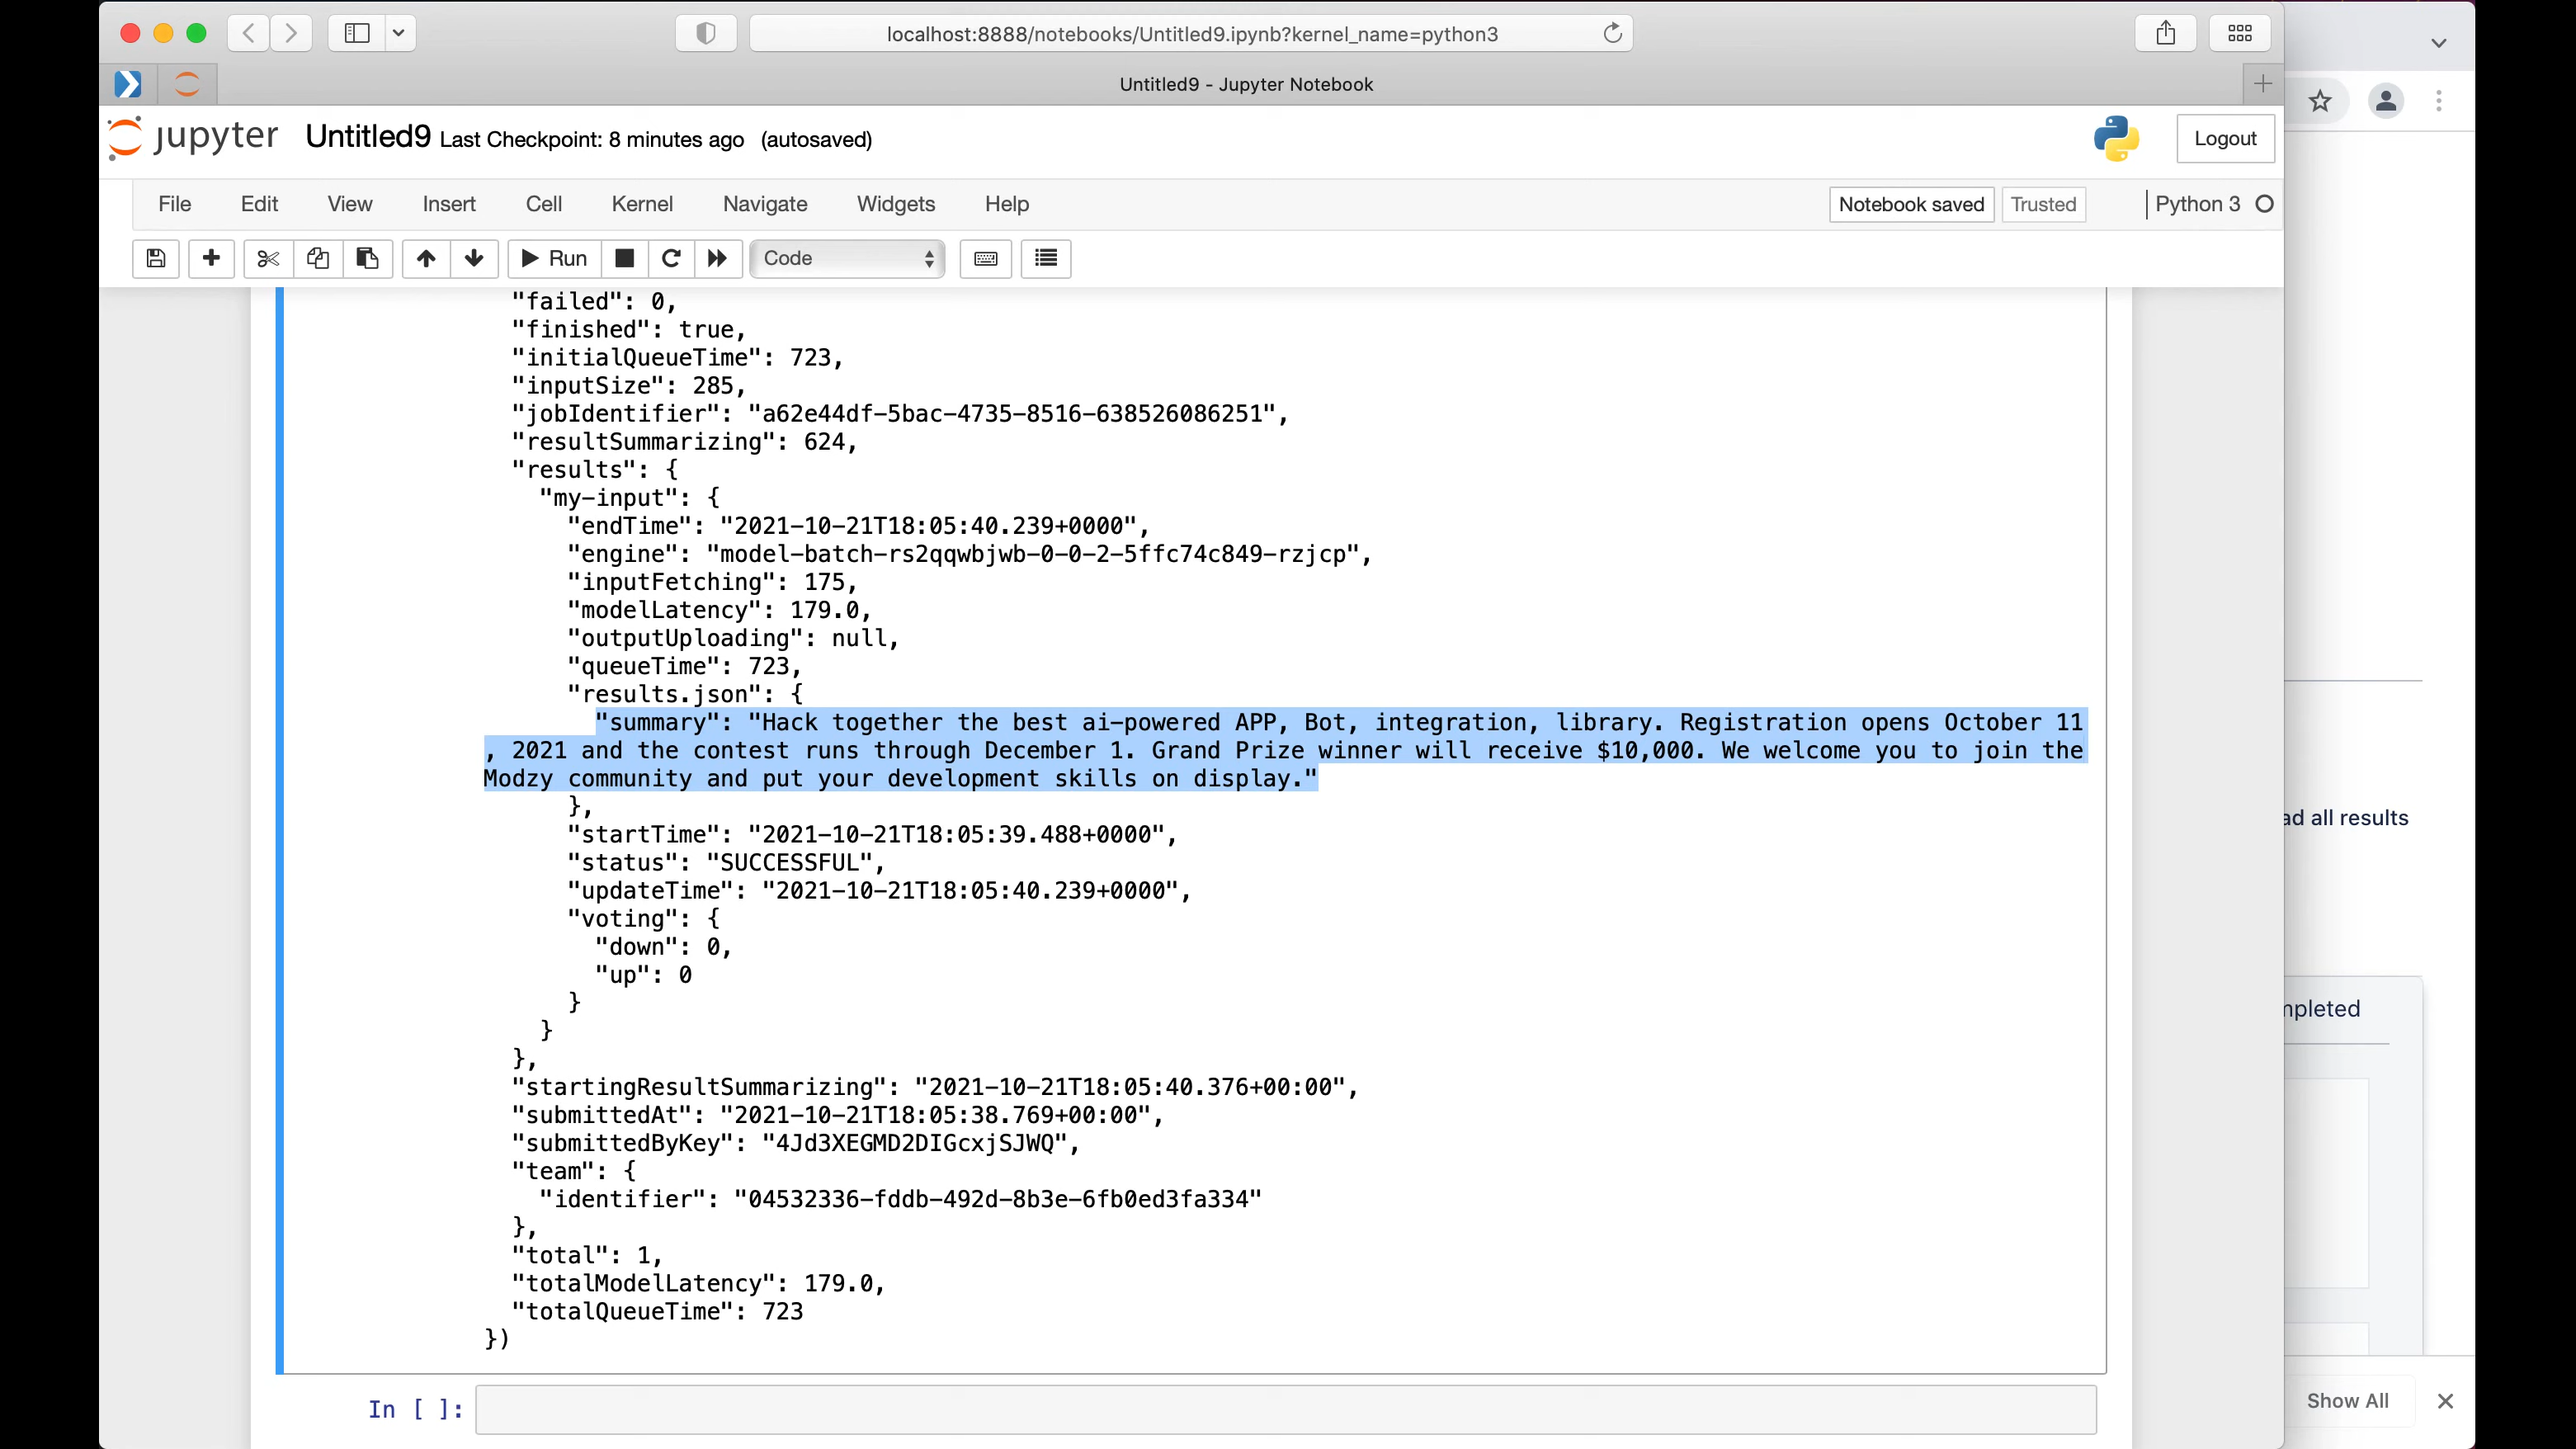 localhost:8888/notebooks/Untitled9.ipynb?kernel_name=python3
Untitled9 - Jupyter Notebook
jupyter Untitled9 Last Checkpoint: 8 minutes ago (autosaved)
Logout
File Edit View Insert Cell Kernel Navigate Widgets Help
Notebook saved Trusted Python 3
Run Code
"failed": 0,
"finished": true,
"initialQueueTime": 723,
"inputSize": 285,
"jobIdentifier": "a62e44df-5bac-4735-8516-638526086251",
"resultSummarizing": 624,
"results": {
"my-input": {
"endTime": "2021-10-21T18:05:40.239+0000",
"engine": "model-batch-rs2qqwbjwb-0-0-2-5ffc74c849-rzjcp",
"inputFetching": 175,
"modelLatency": 179.0,
"outputUploading": null,
"queueTime": 723,
"results.json": {
"summary": "Hack together the best ai-powered APP, Bot, integration, library. Registration opens October 11
, 2021 and the contest runs through December 1. Grand Prize winner will receive $10,000. We welcome you to join the
Modzy community and put your development skills on display."
},
"startTime": "2021-10-21T18:05:39.488+0000",
"status": "SUCCESSFUL",
"updateTime": "2021-10-21T18:05:40.239+0000",
"voting": {
"down": 0,
"up": 0
}
}
},
"startingResultSummarizing": "2021-10-21T18:05:40.376+00:00",
"submittedAt": "2021-10-21T18:05:38.769+00:00",
"submittedByKey": "4Jd3XEGMD2DIGcxjSJWQ",
"team": {
"identifier": "04532336-fddb-492d-8b3e-6fb0ed3fa334"
},
"total": 1,
"totalModelLatency": 179.0,
"totalQueueTime": 723
})
In [ ]:
ad all results
mpleted
Show All